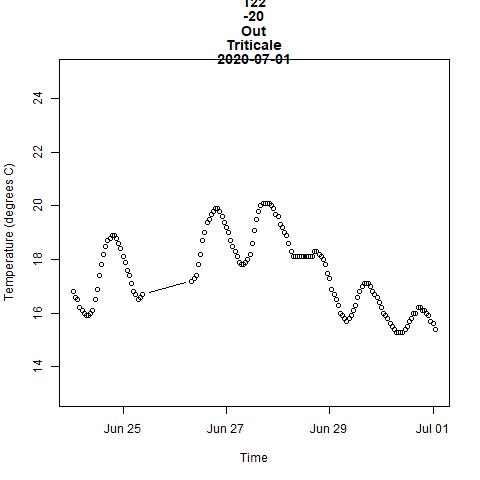 122
-20
Out
Triticale
2020-07-01
Temperature (degrees C)
24
22
20
18
16
14
Jun 25
Jun 27
Jun 29
Jul 01
Time